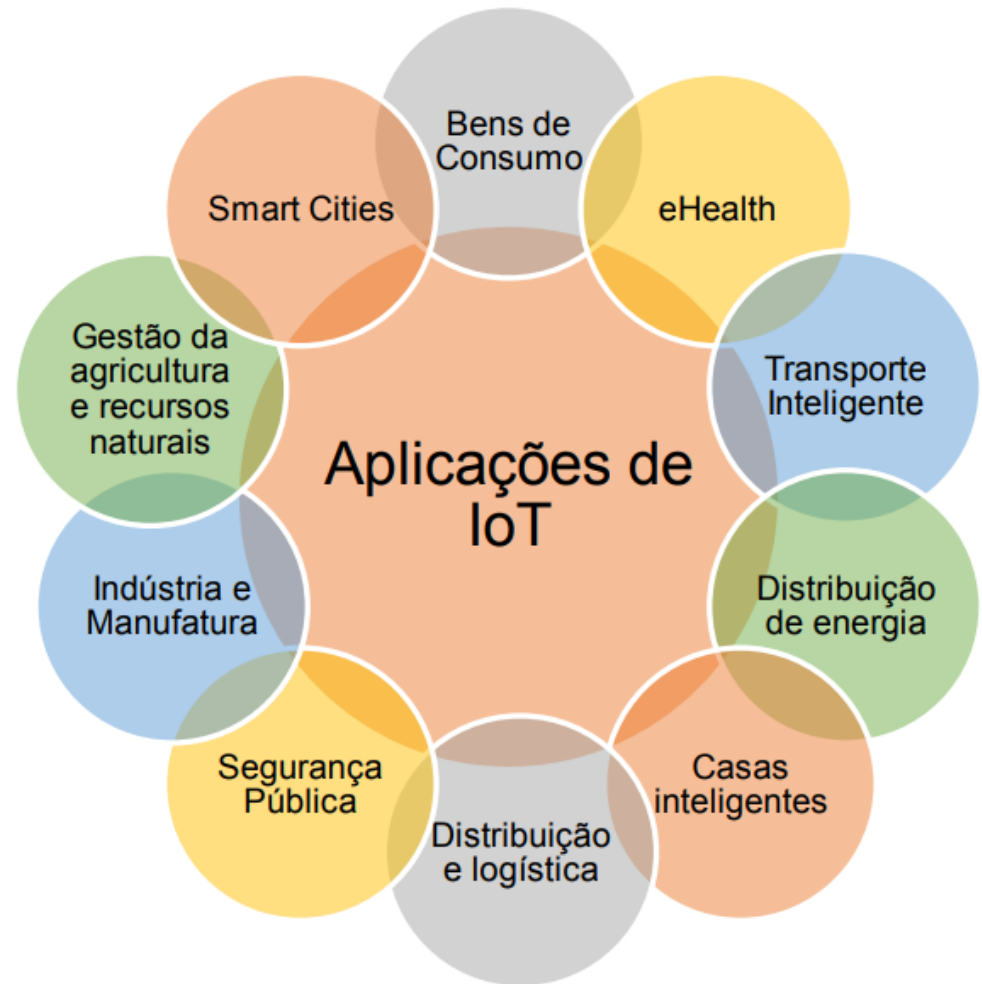 Bens de
Consumo
eHealth
Transporte
Inteligente
Distribuição
de energia
Casas
inteligentes
Distribuição
e logística
Segurança
Pública
Indústria e
Manufatura
Gestão da
agricultura
e recursos
naturais
Smart Cities
Aplicações de
IoT